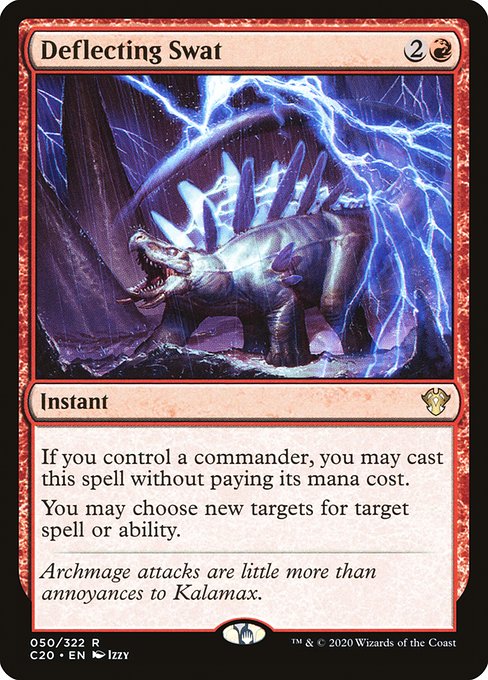 Deflecting Swat 2
Instant
If you control a commander, you may cast
this spell without paying its mana cost.
You may choose new targets for target
spell or ability.
Archmage attacks are little more than
annoyances to Kalamax.
050/322 R
C20 • EN Izzy
™ & © 2020 Wizards of the Coast